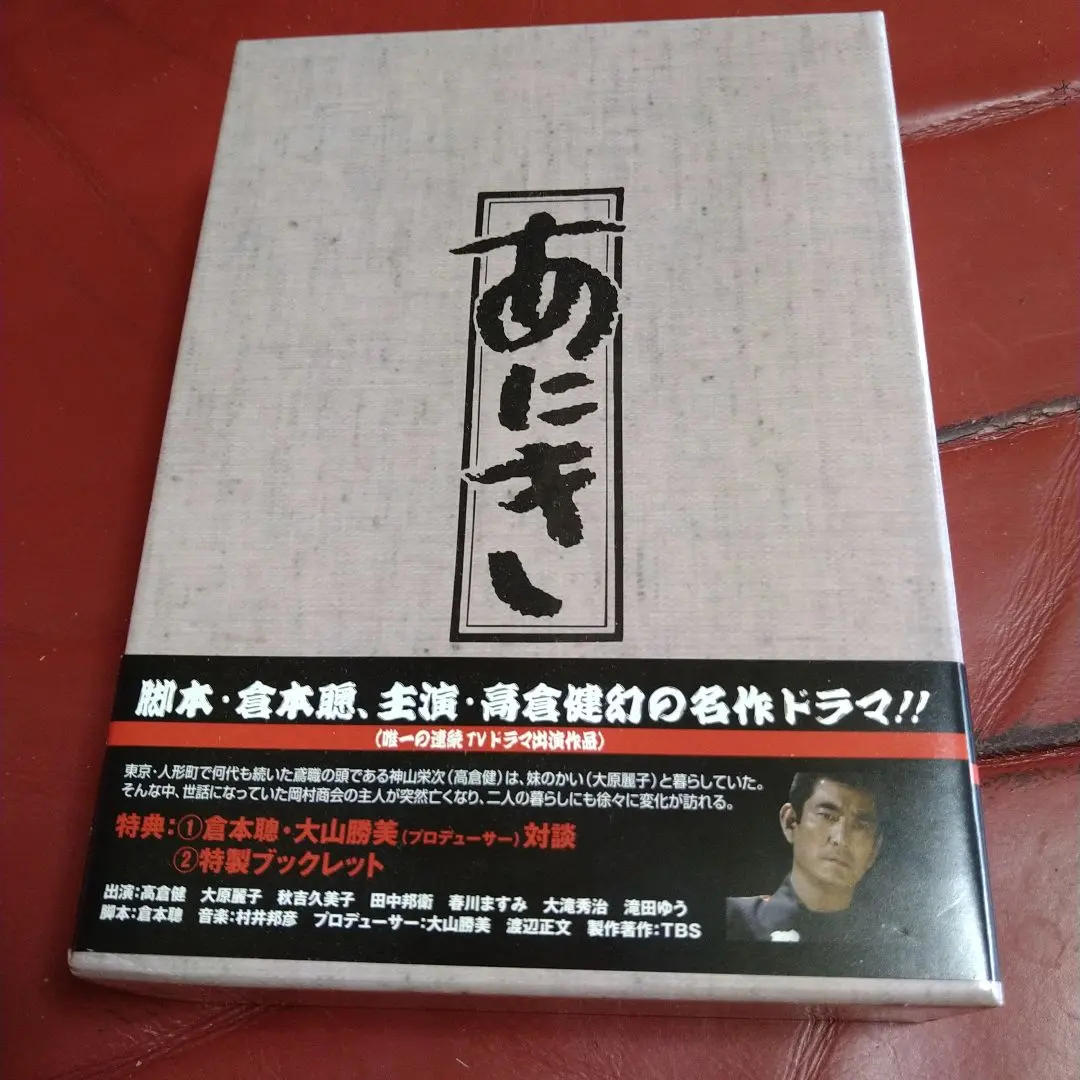 あにき
脚本・倉本聰、主演・高倉健幻の名作ドラマ!!
(唯一の連続TVドラマ出演作品)
東京・人形町で何代も続いた鳶職の頭である神山栄次(高倉健)は、妹のかい(大原麗子)と暮らしていた。
そんな中、世話になっていた岡村商会の主人が突然亡くなり、二人の暮らしにも徐々に変化が訪れる。
特典:①倉本聰・大山勝美(プロデューサー)対談
②特製ブックレット
出演:高倉健 大原麗子 秋吉久美子 田中邦衛 春川ますみ 大滝秀治 滝田ゆう
脚本:倉本聰 音楽:村井邦彦 プロデューサー:大山勝美 渡辺正文 製作著作:TBS